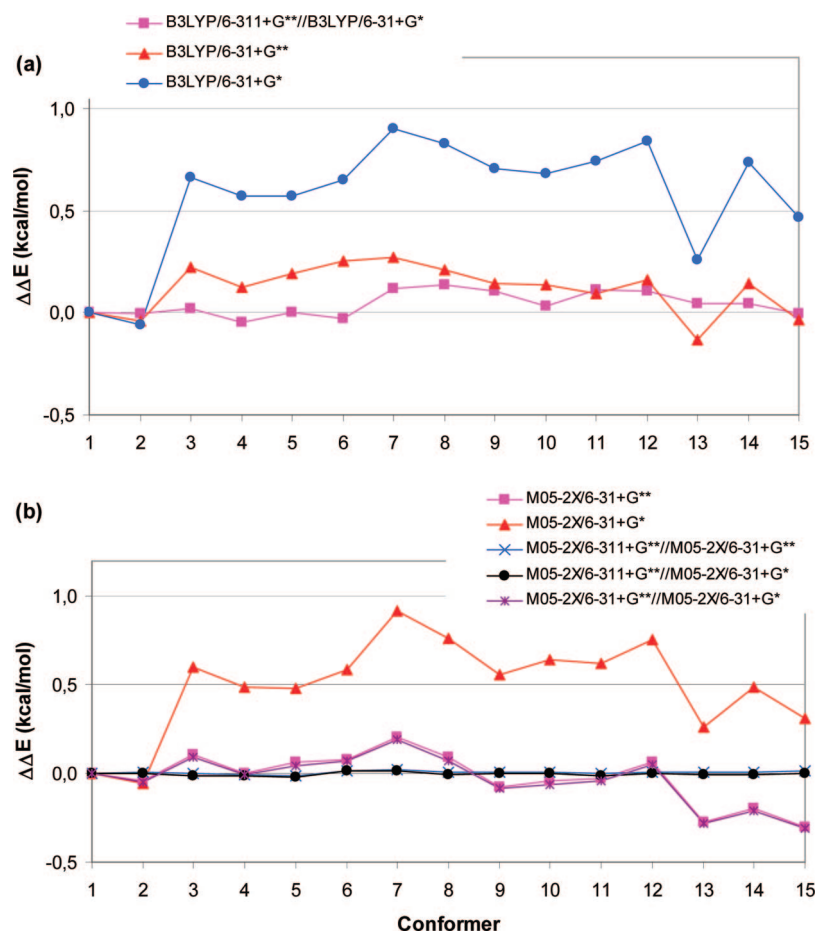 B3LYP/6-311+G**//B3LYP/6-31+G*
(a)
B3LYP/6-31+G**
B3LYP/6-31+G*
1,0
0,5
0,0
-0,5
ΔΔE (kcal/mol)
1 2 3 4 5 6 7 8 9 10 11 12 13 14 15
(b)
M05-2X/6-31+G**
M05-2X/6-31+G*
M05-2X/6-311+G**//M05-2X/6-31+G**
M05-2X/6-311+G**//M05-2X/6-31+G*
M05-2X/6-31+G**//M05-2X/6-31+G*
1,0
0,5
0,0
-0,5
ΔΔE (kcal/mol)
1 2 3 4 5 6 7 8 9 10 11 12 13 14 15
Conformer